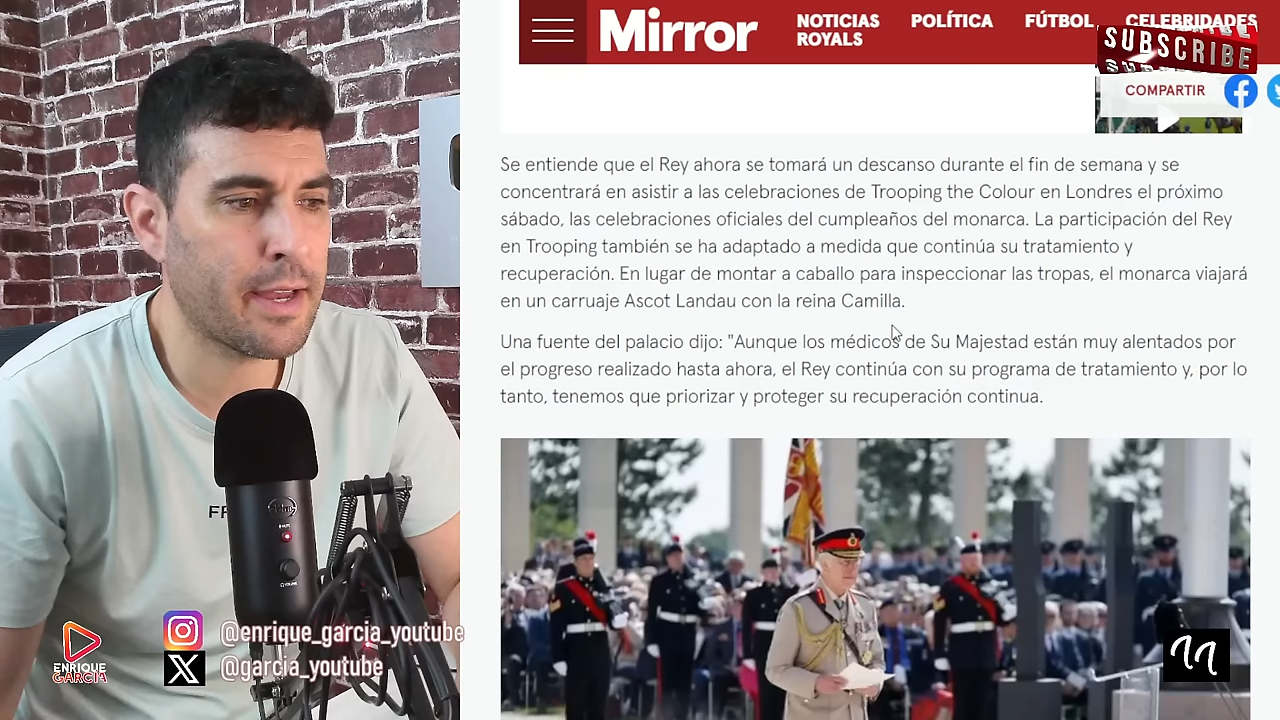 Mirror
NOTICIAS ROYALS
POLÍTICA
FÚTBOL
CELEBRIDADES
SUBSCRIBE
COMPARTIR
Se entiende que el Rey ahora se tomará un descanso durante el fin de semana y se
concentrará en asistir a las celebraciones de Trooping the Colour en Londres el próximo
sábado, las celebraciones oficiales del cumpleaños del monarca. La participación del Rey
en Trooping también se ha adaptado a medida que continúa su tratamiento y
recuperación. En lugar de montar a caballo para inspeccionar las tropas, el monarca viajará
en un carruaje Ascot Landau con la reina Camilla.
Una fuente del palacio dijo: "Aunque los médicos de Su Majestad están muy alentados por
el progreso realizado hasta ahora, el Rey continúa con su programa de tratamiento y, por lo
tanto, tenemos que priorizar y proteger su recuperación continua.
ENRIQUE
GARCIA
@enrique_garcia_youtube
@garcia_youtube